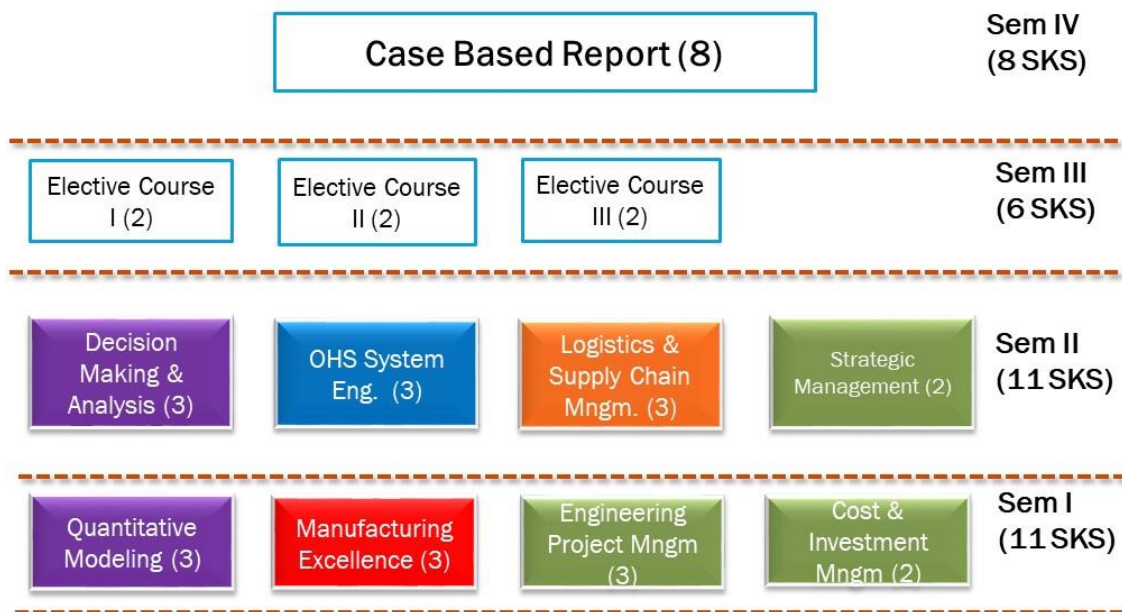 Case Based Report (8)
Sem IV
(8 SKS)
Elective Course
I (2)
Elective Course
II (2)
Elective Course
III (2)
Sem III
(6 SKS)
Decision
Making &
Analysis (3)
OHS System
Eng. (3)
Logistics &
Supply Chain
Mngm. (3)
Strategic
Management (2)
Sem II
(11 SKS)
Quantitative
Modeling (3)
Manufacturing
Excellence (3)
Engineering
Project Mngm
(3)
Cost &
Investment
Mngm (2)
Sem I
(11 SKS)